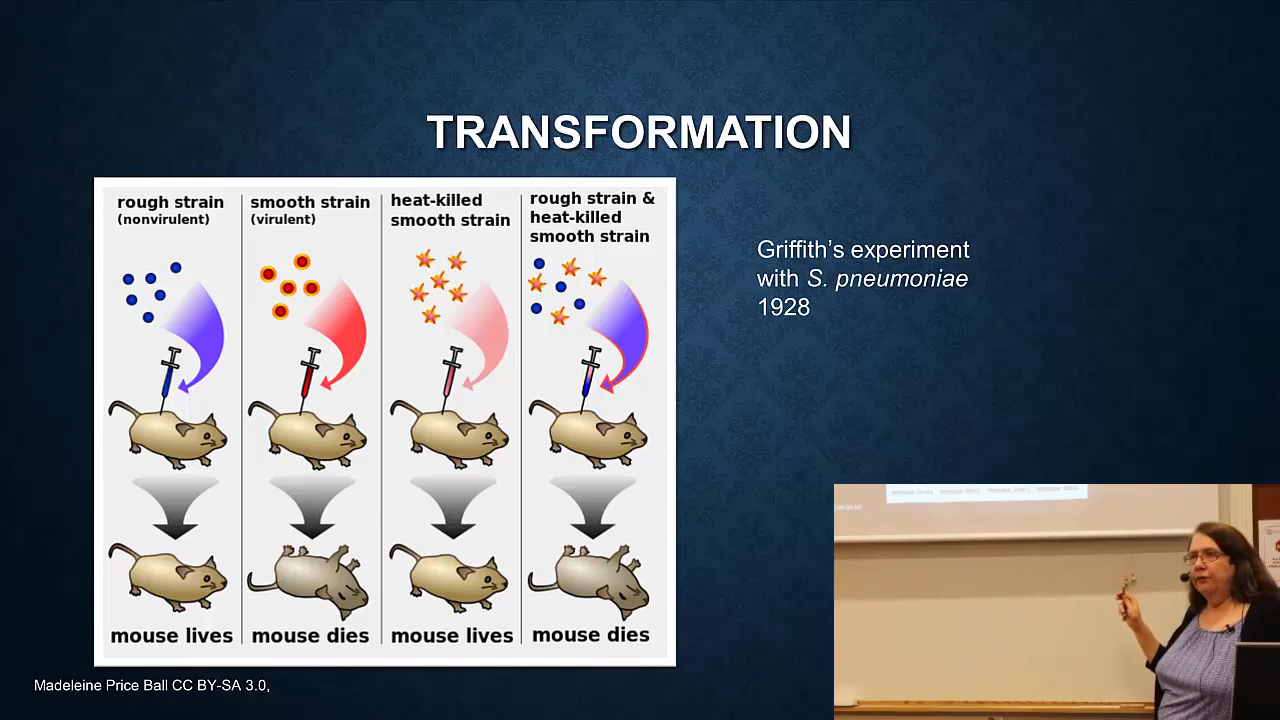 TRANSFORMATION
rough strain
(nonvirulent)
smooth strain
(virulent)
heat-killed
smooth strain
rough strain &
heat-killed
smooth strain
mouse lives
mouse dies
mouse lives
mouse dies
Griffith’s experiment
with S. pneumoniae
1928
Madeleine Price Ball CC BY-SA 3.0,